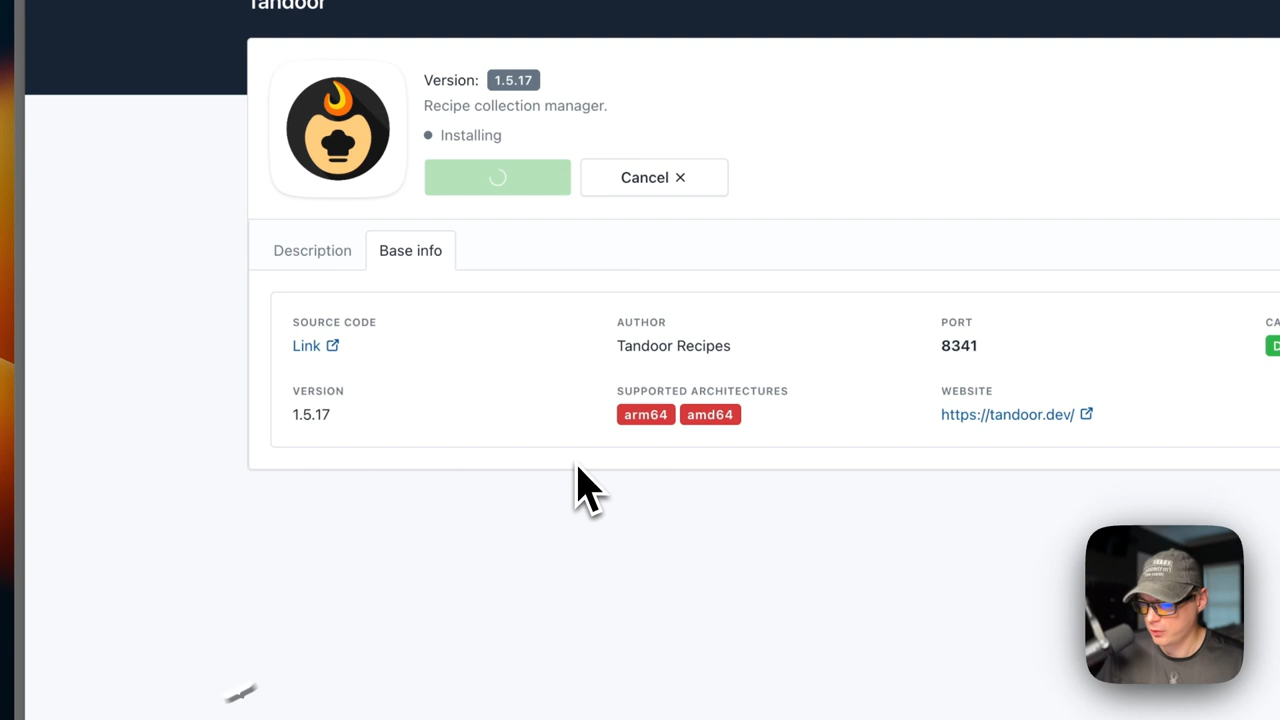 Tandoor
Version: 1.5.17
Recipe collection manager.
Installing
Cancel ×
Description
Base info
SOURCE CODE
AUTHOR
PORT
Link
Tandoor Recipes
8341
VERSION
SUPPORTED ARCHITECTURES
WEBSITE
1.5.17
arm64
amd64
https://tandoor.dev/